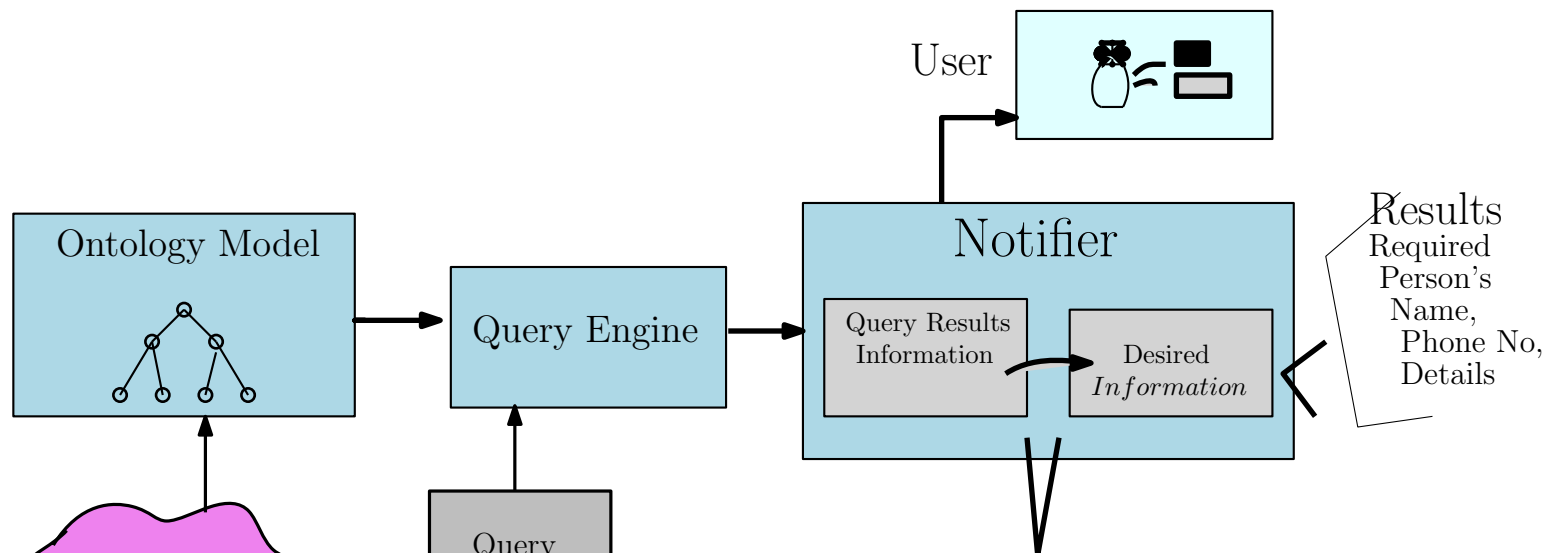 User
Ontology Model
Query Engine
Notifier
Query Results
Information
Desired
Information
Results
Required
Person's
Name,
Phone No,
Details
Query